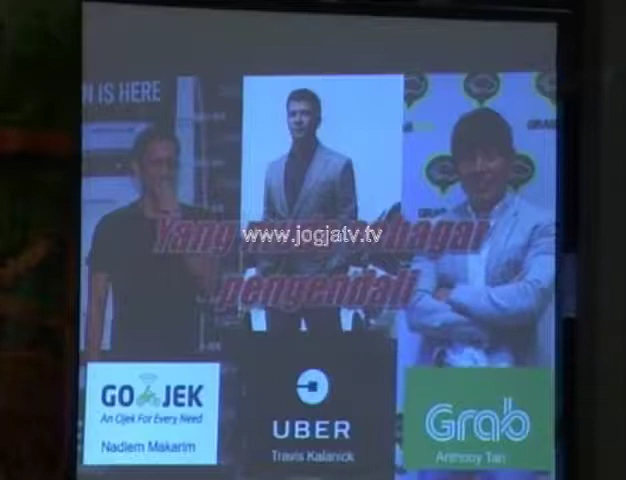 N IS HERE
GRAB
Yang
www.jogjatv.tv
pengendali
GO JEK
An Ojek For Every Need
Nadiem Makarim
UBER
Travis Kalanick
Grab
Anthony Tan